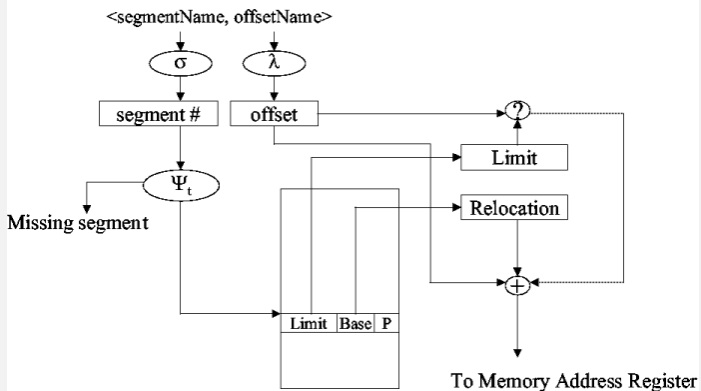 <segmentName, offsetName>
σ
λ
segment #
offset
?
Limit
Ψt
Missing segment
Relocation
+
Limit Base P
To Memory Address Register